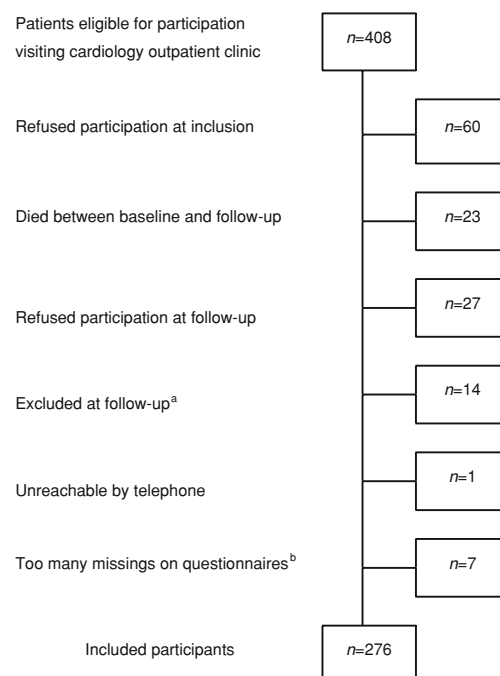 Patients eligible for participation
visiting cardiology outpatient clinic
n=408
Refused participation at inclusion
n=60
Died between baseline and follow-up
n=23
Refused participation at follow-up
n=27
Excluded at follow-up^a
n=14
Unreachable by telephone
n=1
Too many missings on questionnaires^b
n=7
Included participants
n=276